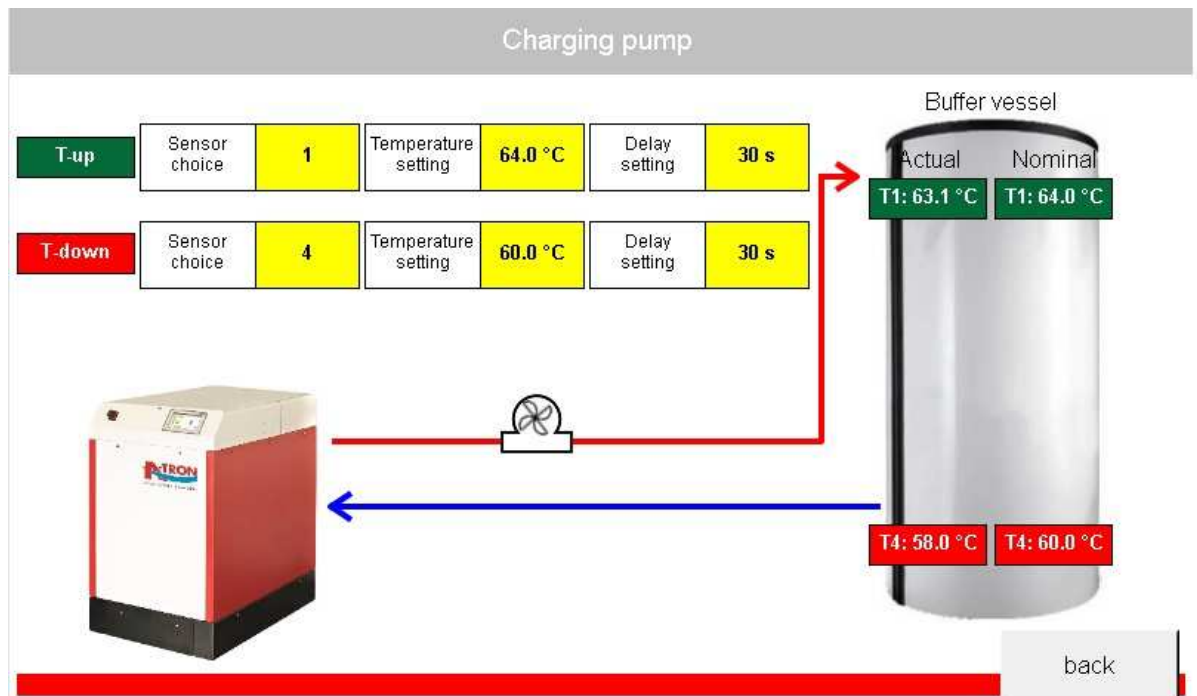 Charging pump
Buffer vessel
T-up
Sensor
choice
1
Temperature
setting
64.0 °C
Delay
setting
30 s
Actual
Nominal
T1: 63.1 °C
T1: 64.0 °C
T-down
Sensor
choice
4
Temperature
setting
60.0 °C
Delay
setting
30 s
TRON
T4: 58.0 °C
T4: 60.0 °C
back